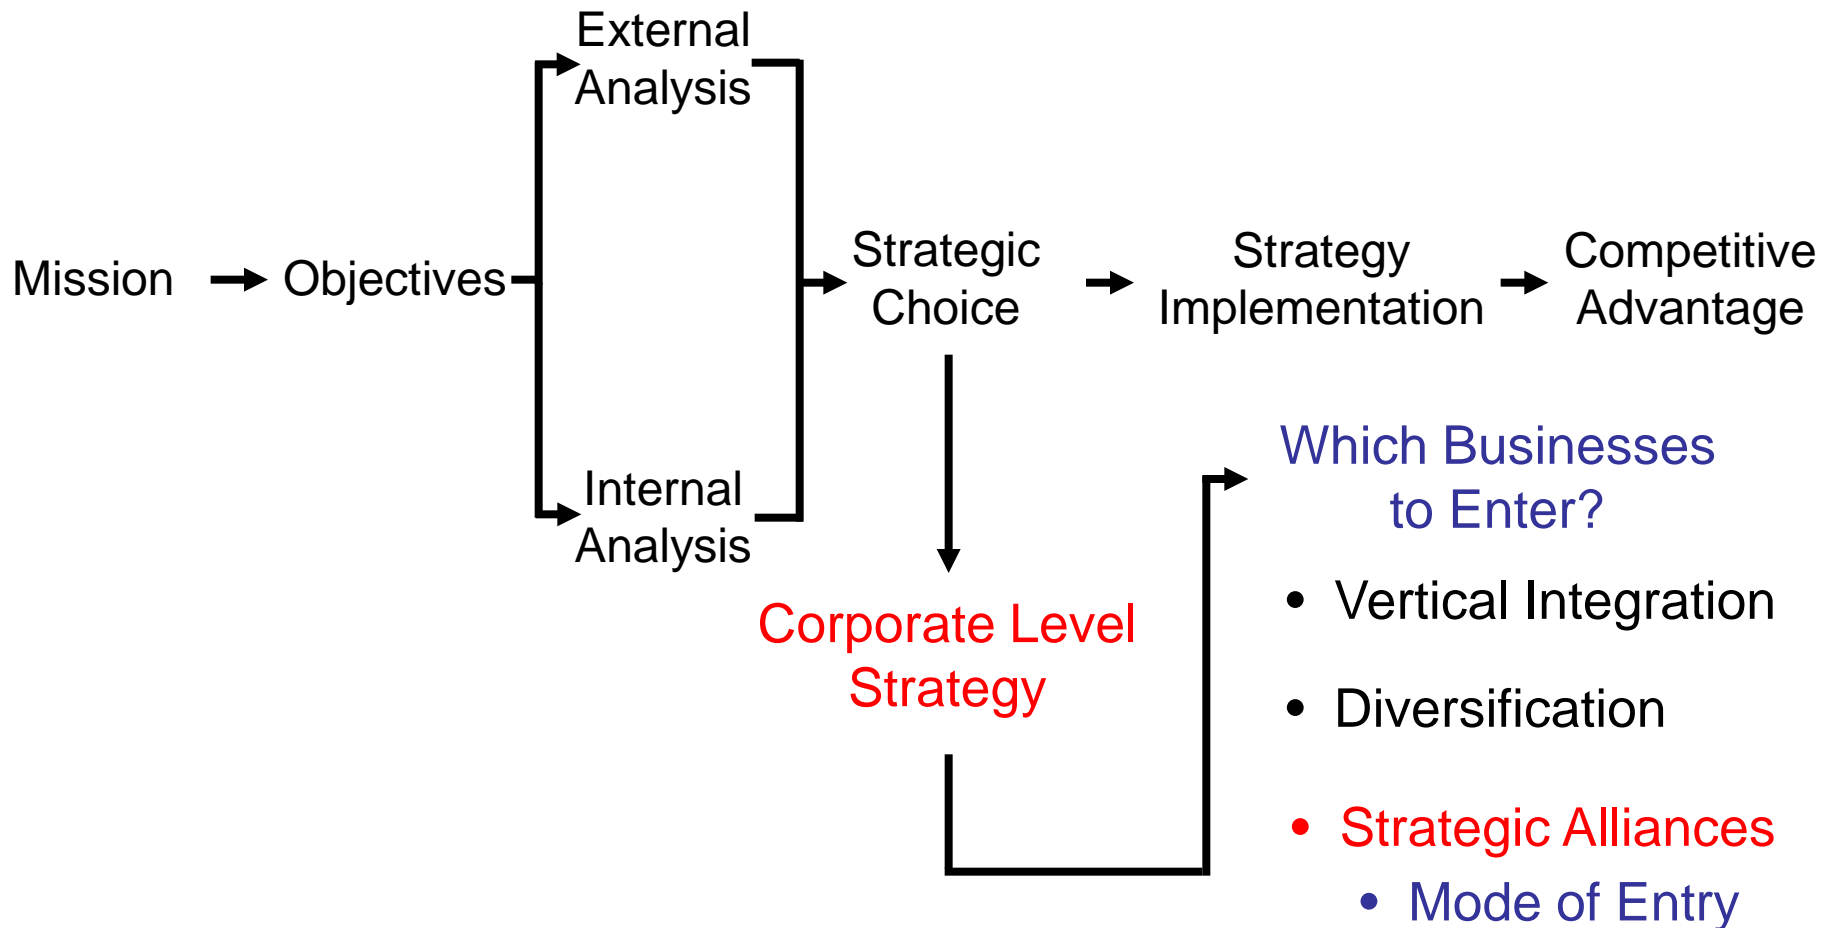 External
Analysis
Mission
Objectives
Strategic
Choice
Strategy
Implementation
Competitive
Advantage
Internal
Analysis
Corporate Level
Strategy
Which Businesses
to Enter?
• Vertical Integration
• Diversification
• Strategic Alliances
• Mode of Entry